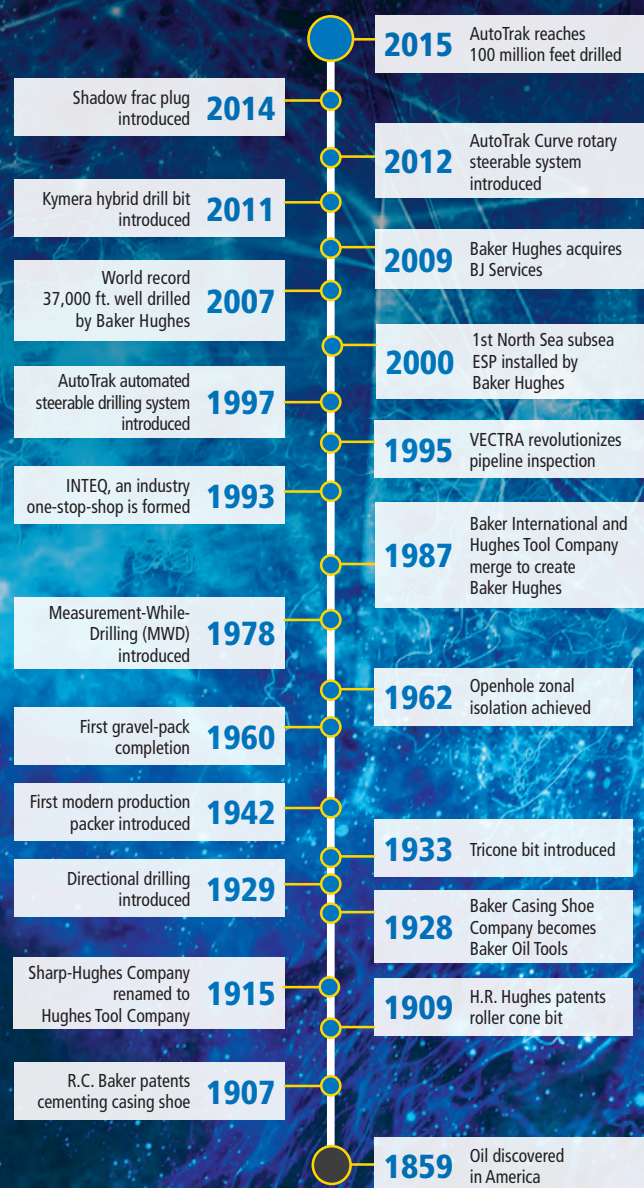 2015
AutoTrak reaches
100 million feet drilled
Shadow frac plug
introduced
2014
2012
AutoTrak Curve rotary
steerable system
introduced
Kymera hybrid drill bit
introduced
2011
2009
Baker Hughes acquires
BJ Services
World record
37,000 ft. well drilled
by Baker Hughes
2007
2000
1st North Sea subsea
ESP installed by
Baker Hughes
AutoTrak automated
steerable drilling system
introduced
1997
1995
VECTRA revolutionizes
pipeline inspection
INTEQ, an industry
one-stop-shop is formed
1993
1987
Baker International and
Hughes Tool Company
merge to create
Baker Hughes
Measurement-While-
Drilling (MWD)
introduced
1978
1962
Openhole zonal
isolation achieved
First gravel-pack
completion
1960
First modern production
packer introduced
1942
1933
Tricone bit introduced
Directional drilling
introduced
1929
1928
Baker Casing Shoe
Company becomes
Baker Oil Tools
Sharp-Hughes Company
renamed to
Hughes Tool Company
1915
1909
H.R. Hughes patents
roller cone bit
R.C. Baker patents
cementing casing shoe
1907
1859
Oil discovered
in America